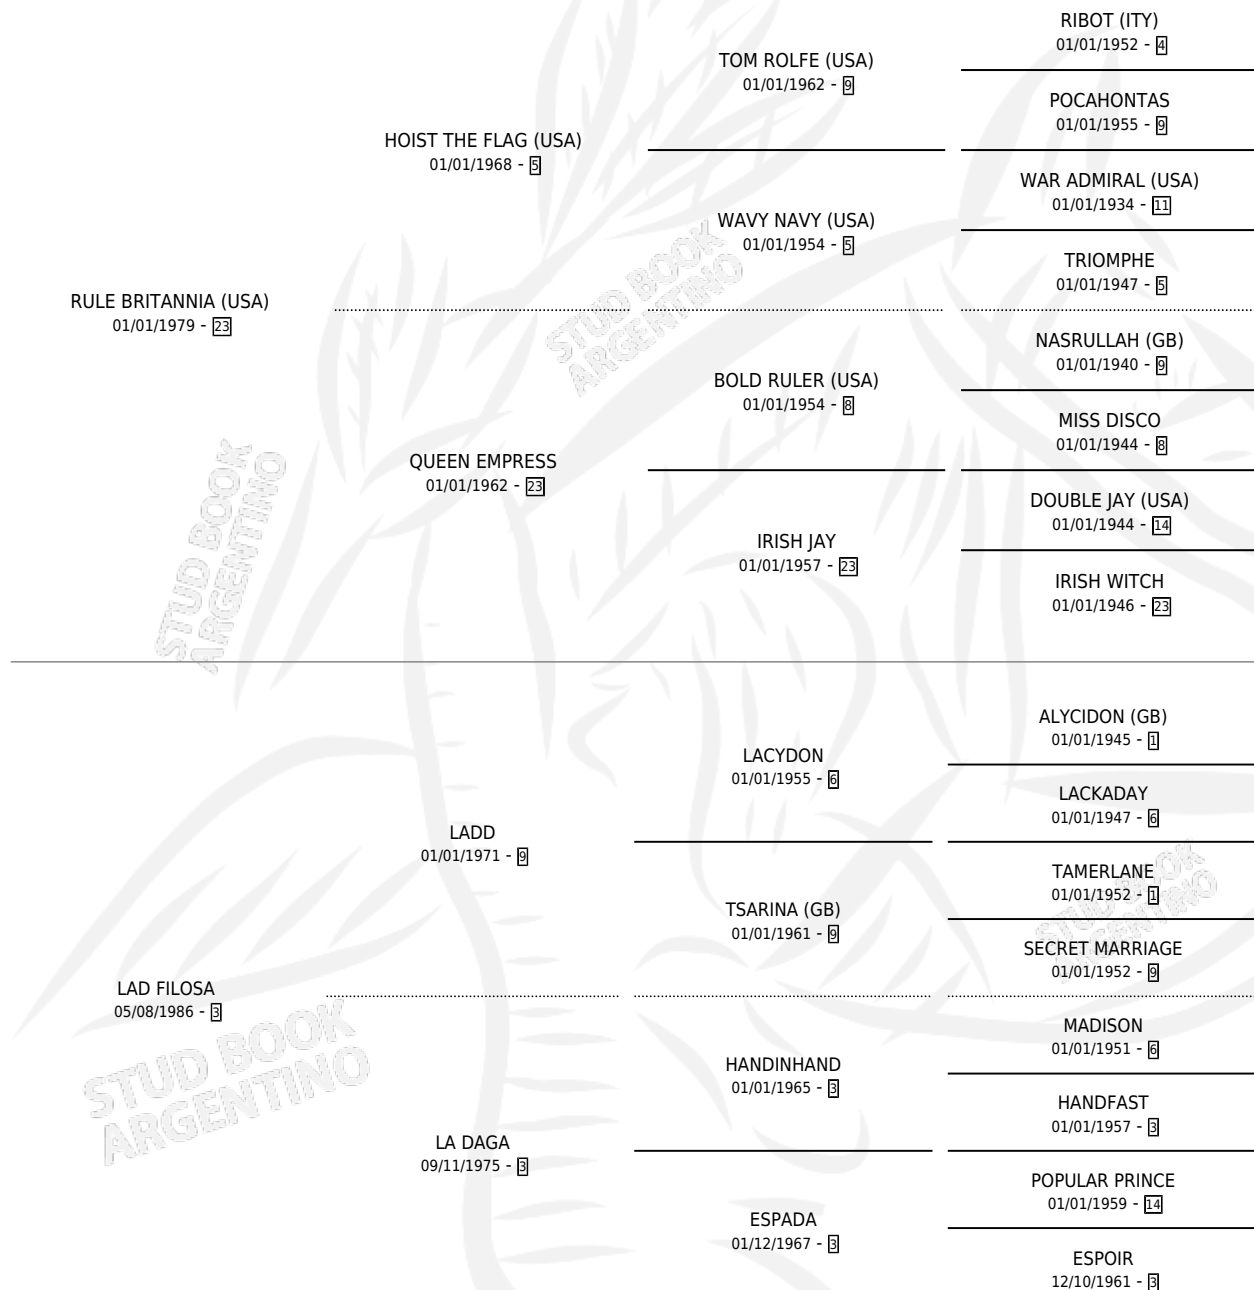 RIBOT (ITY)
01/01/1952 - 4
TOM ROLFE (USA)
01/01/1962 - 9
POCAHONTAS
01/01/1955 - 9
HOIST THE FLAG (USA)
01/01/1968 - 5
WAR ADMIRAL (USA)
01/01/1934 - 11
WAVY NAVY (USA)
01/01/1954 - 5
TRIOMPHE
01/01/1947 - 5
RULE BRITANNIA (USA)
01/01/1979 - 23
STUD BOOK
ARGENTINO
NASRULLAH (GB)
01/01/1940 - 9
BOLD RULER (USA)
01/01/1954 - 8
MISS DISCO
01/01/1944 - 8
QUEEN EMPRESS
01/01/1962 - 23
DOUBLE JAY (USA)
01/01/1944 - 14
IRISH JAY
01/01/1957 - 23
IRISH WITCH
01/01/1946 - 23
STUD BOOK
ARGENTINO
ALYCIDON (GB)
01/01/1945 - 1
LACYDON
01/01/1955 - 6
LACKADAY
01/01/1947 - 6
LADD
01/01/1971 - 9
TAMERLANE
01/01/1952 - 1
TSARINA (GB)
01/01/1961 - 9
SECRET MARRIAGE
01/01/1952 - 9
STUD BOOK
ARGENTINO
LAD FILOSA
05/08/1986 - 3
STUD BOOK
ARGENTINO
MADISON
01/01/1951 - 6
HANDINHAND
01/01/1965 - 3
HANDFAST
01/01/1957 - 3
LA DAGA
09/11/1975 - 3
POPULAR PRINCE
01/01/1959 - 14
ESPADA
01/12/1967 - 3
ESPOIR
12/10/1961 - 3